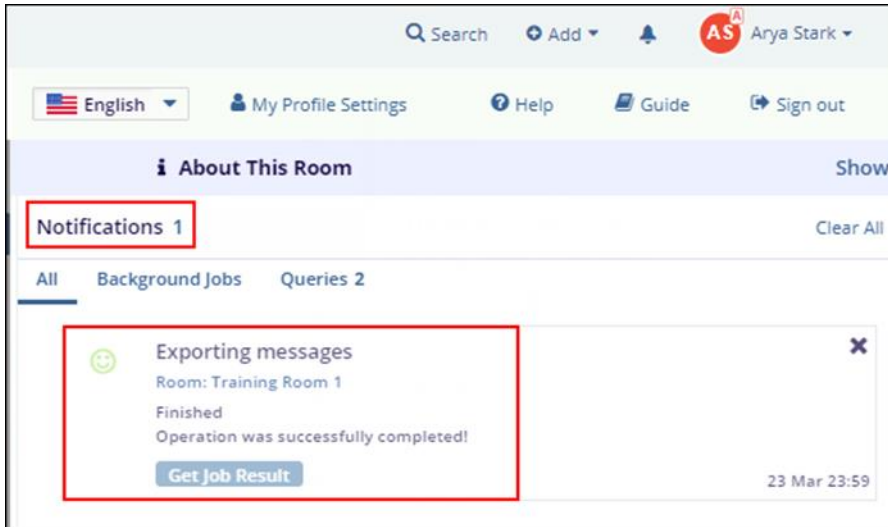 Search Add AS A Arya Stark
English My Profile Settings Help Guide Sign out
i About This Room Show
Notifications 1 Clear All
All Background Jobs Queries 2
Exporting messages
Room: Training Room 1
Finished
Operation was successfully completed!
Get Job Result
23 Mar 23:59